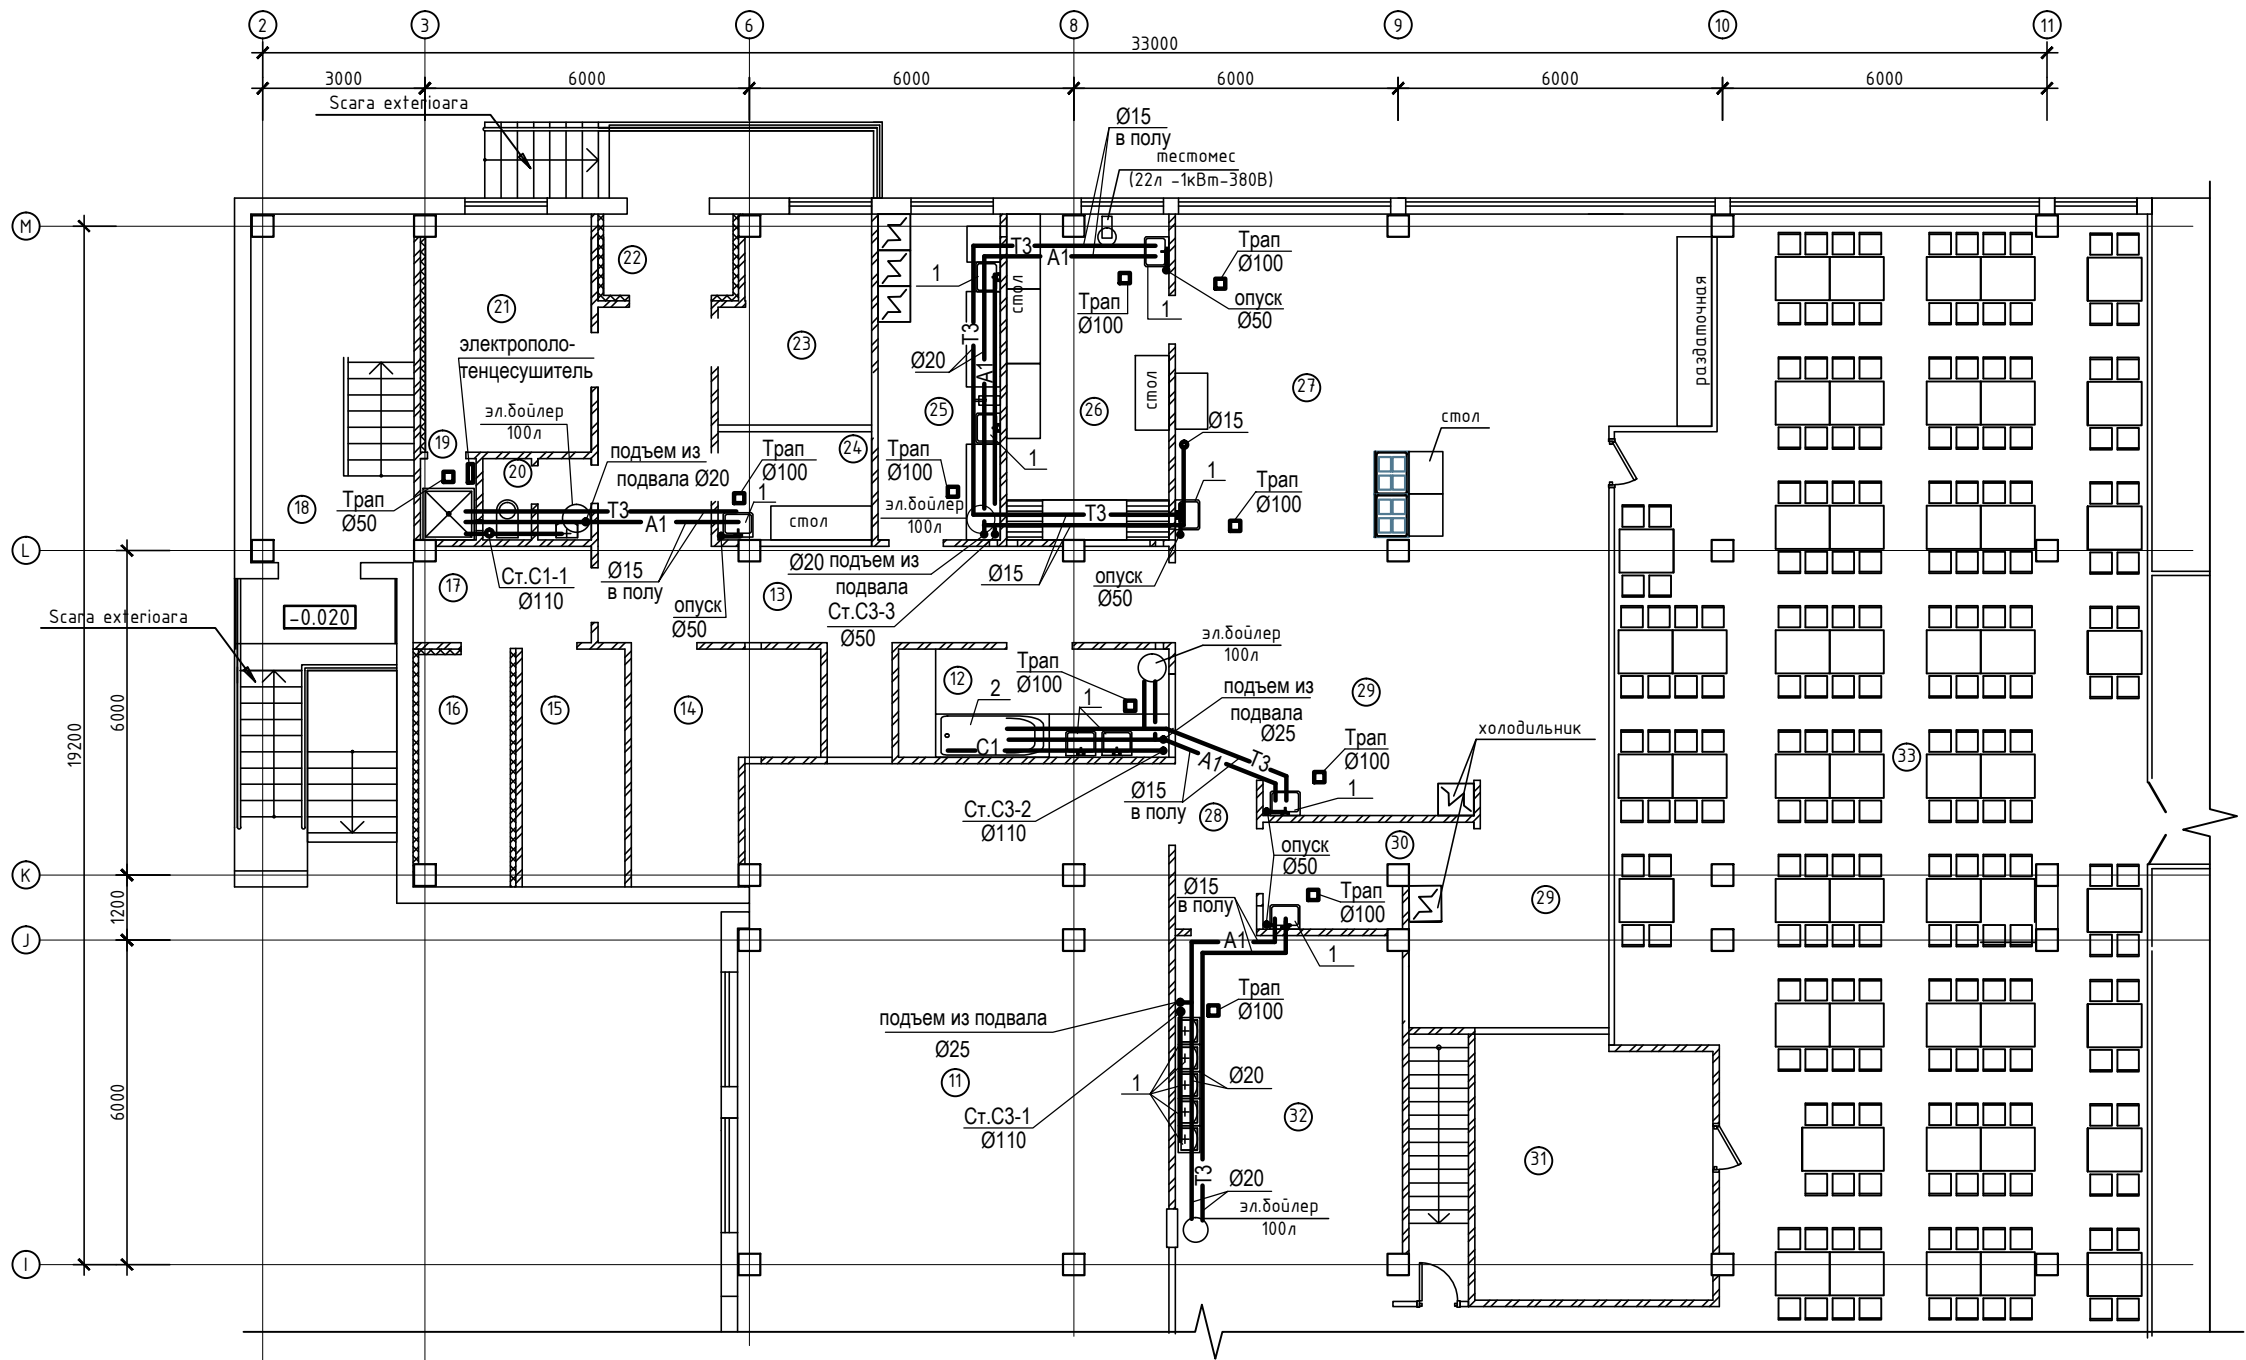 2
3
6
8
9
10
11
33000
3000
6000
6000
6000
6000
6000
Scara exterioara
Ø15
в полу
тестомес
(22л -1кВт-380В)
M
22
21
T3
A1
1
стол
Трап
Ø100
Трап
Ø100
1
опуск
Ø50
раздаточная
T3
Ø20
A1
23
электрополо-
тенцесушитель
эл.бойлер
100л
25
26
стол
27
стол
Ø15
19
20
подъем из
подвала Ø20
Трап
Ø100
24
Трап
Ø100
1
1
Трап
Ø100
18
Трап
Ø50
T3
A1
1
стол
эл.бойлер
100л
T3
L
17
Ст.С1-1
Ø110
Ø15
в полу
опуск
Ø50
13
Ø20 подъем из
подвала
Ст.С3-3
Ø50
Ø15
опуск
Ø50
-0.020
Scara exterioara
эл.бойлер
100л
12
Трап
Ø100
2
1
подъем из
подвала
Ø25
29
16
15
14
C1
A1
T3
Трап
Ø100
холодильник
33
19200
6000
Ø15
в полу
1
28
Ст.С3-2
Ø110
опуск
Ø50
30
K
1200
Ø15
в полу
Трап
Ø100
29
J
A1
1
Трап
Ø100
подъем из подвала
Ø25
11
6000
1
Ø20
Ст.С3-1
Ø110
32
31
T3
Ø20
эл.бойлер
100л
I